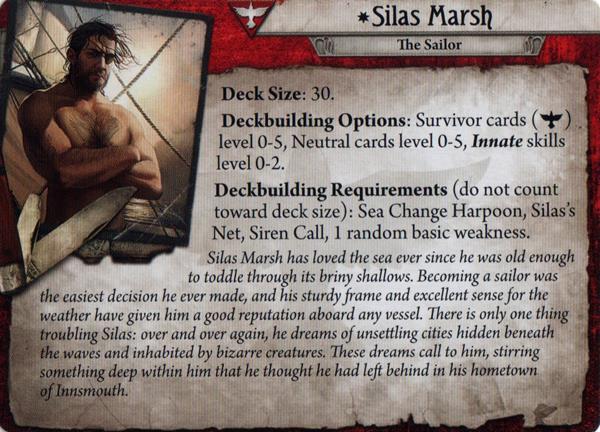 *Silas Marsh
The Sailor
Deck Size: 30.
Deckbuilding Options: Survivor cards ( )
level 0-5, Neutral cards level 0-5, Innate skills
level 0-2.
Deckbuilding Requirements (do not count
toward deck size): Sea Change Harpoon, Silas's
Net, Siren Call, 1 random basic weakness.
Silas Marsh has loved the sea ever since he was old enough
to toddle through its briny shallows. Becoming a sailor was
the easiest decision he ever made, and his sturdy frame and excellent sense for the
weather have given him a good reputation aboard any vessel. There is only one thing
troubling Silas: over and over again, he dreams of unsettling cities hidden beneath
the waves and inhabited by bizarre creatures. These dreams call to him, stirring
something deep within him that he thought he had left behind in his hometown
of Innsmouth.